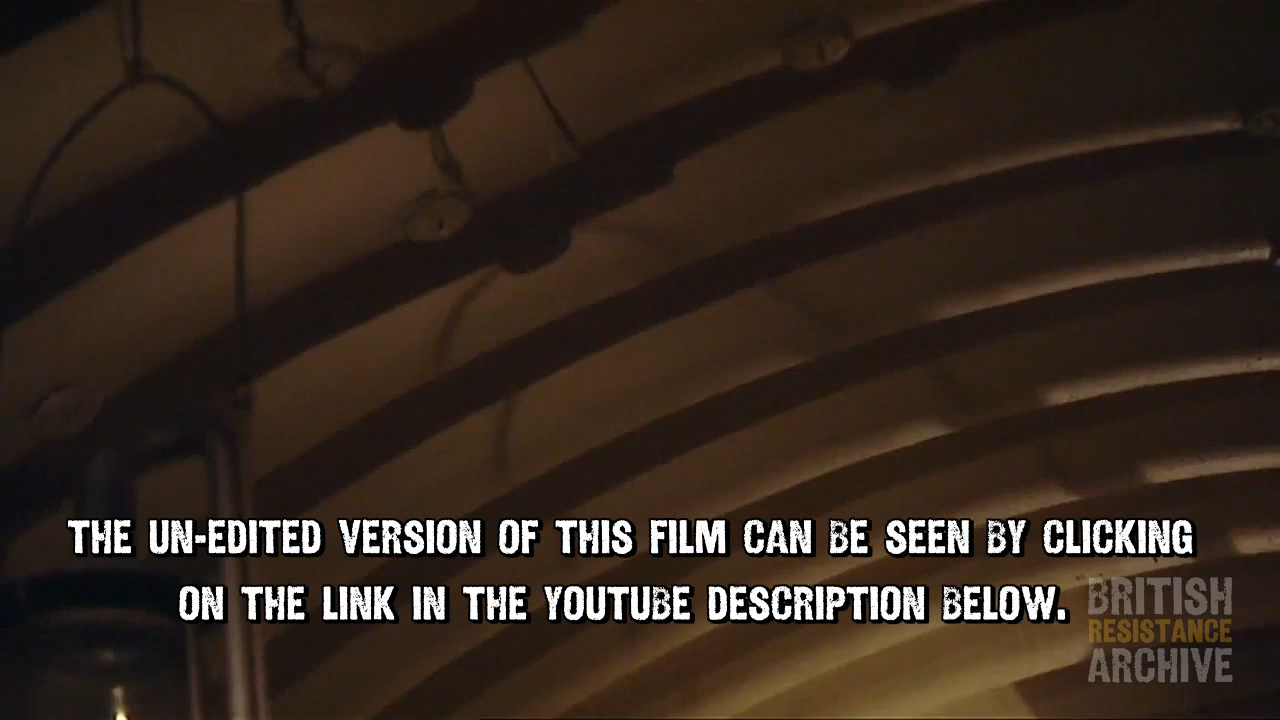 THE UN-EDITED VERSION OF THIS FILM CAN BE SEEN BY CLICKING
ON THE LINK IN THE YOUTUBE DESCRIPTION BELOW.
BRITISH
RESISTANCE
ARCHIVE